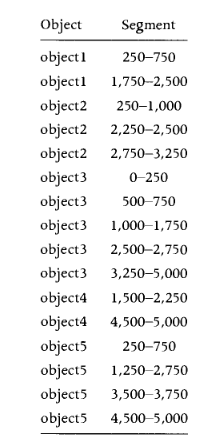 Object Segment
object1 250–750
object1 1,750–2,500
object2 250–1,000
object2 2,250–2,500
object2 2,750–3,250
object3 0–250
object3 500–750
object3 1,000–1,750
object3 2,500–2,750
object3 3,250–5,000
object4 1,500–2,250
object4 4,500–5,000
object5 250–750
object5 1,250–2,750
object5 3,500–3,750
object5 4,500–5,000